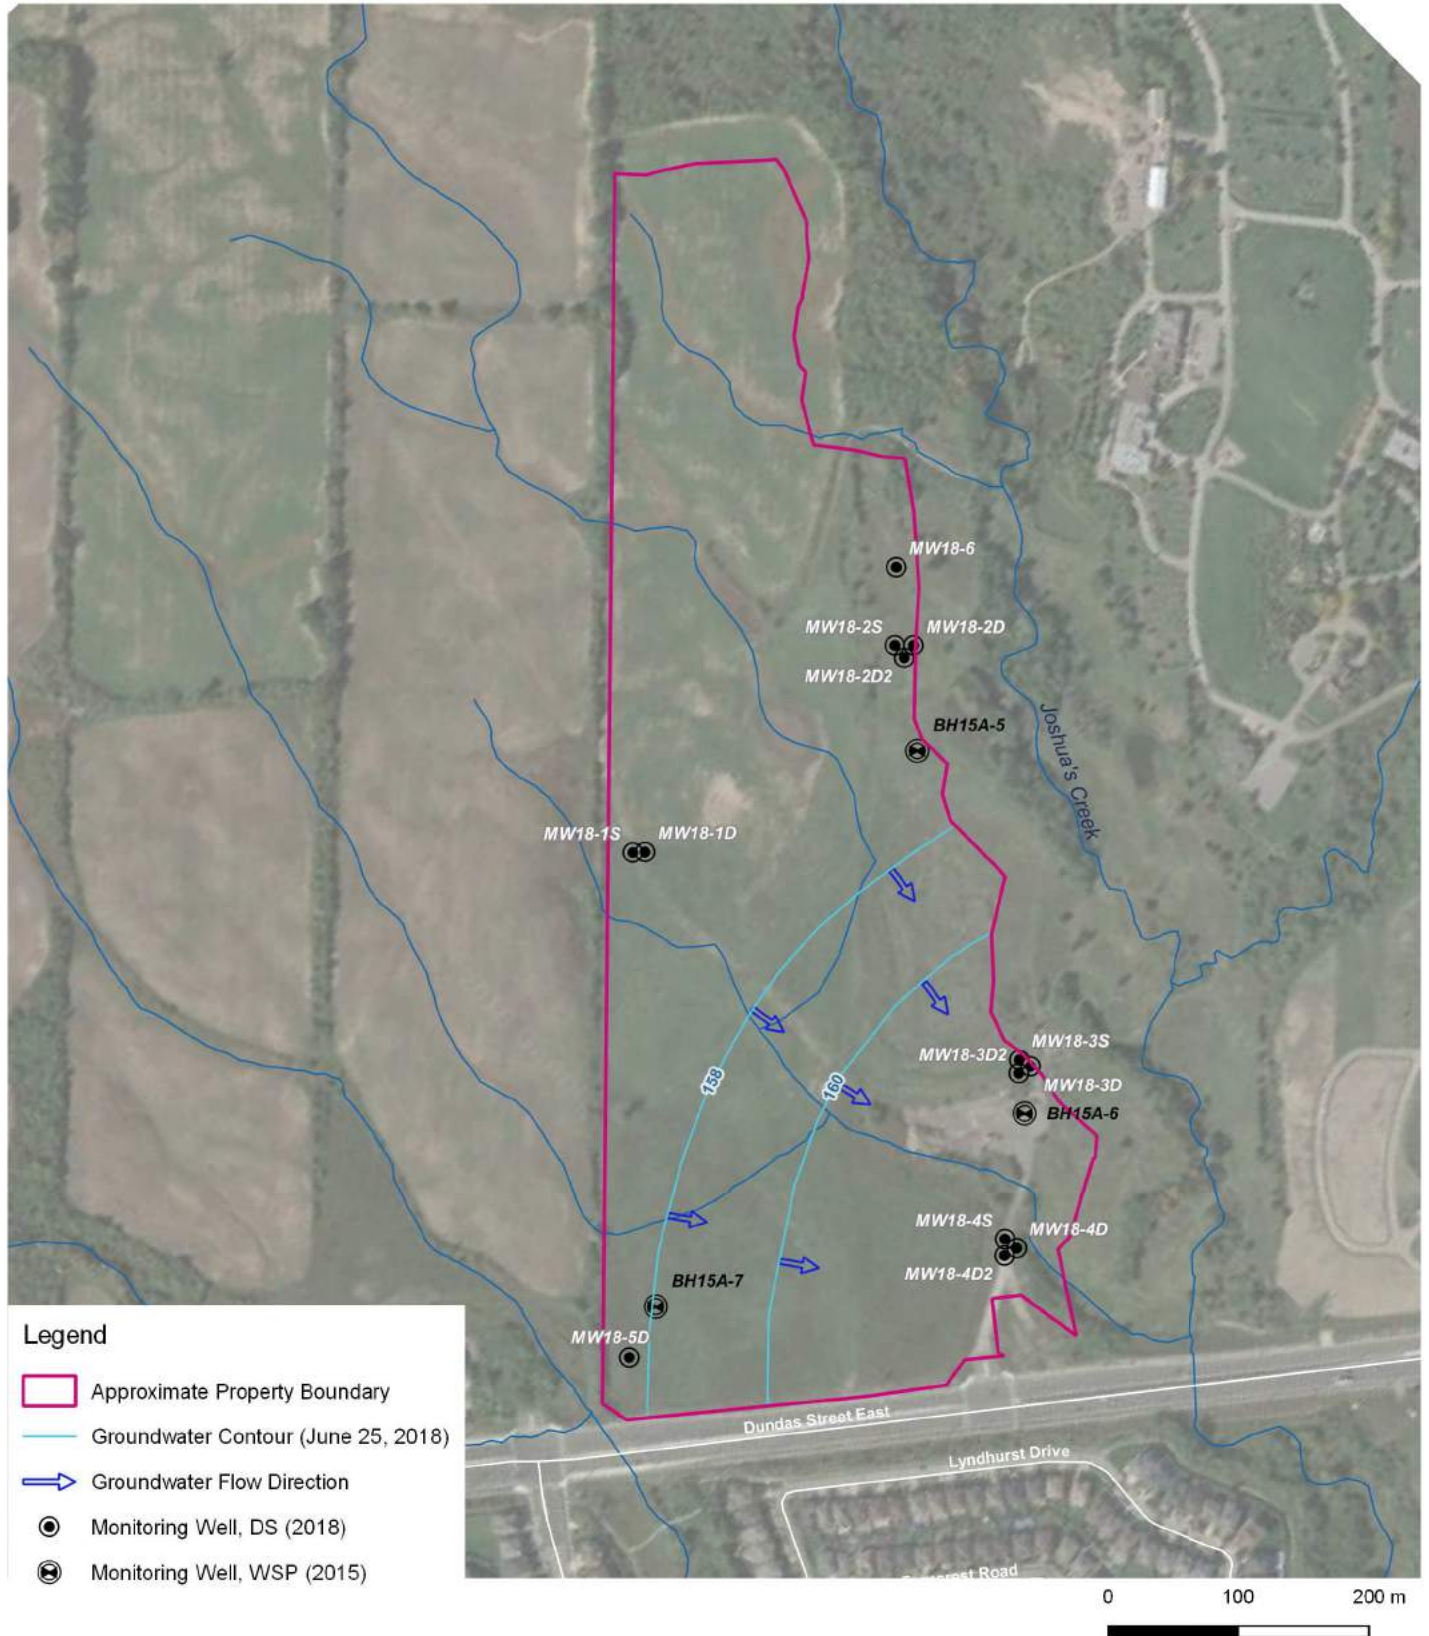 MW18-6
MW18-2S
MW18-2D
MW18-2D2
BH15A-5
Joshua's Creek
MW18-1S
MW18-1D
MW18-3S
MW18-3D2
MW18-3D
158
160
BH15A-6
MW18-4S
MW18-4D
MW18-4D2
BH15A-7
MW18-5D
Legend
Approximate Property Boundary
Groundwater Contour (June 25, 2018)
Groundwater Flow Direction
Monitoring Well, DS (2018)
Monitoring Well, WSP (2015)
Dundas Street East
Lyndhurst Drive
Road
0 100 200 m